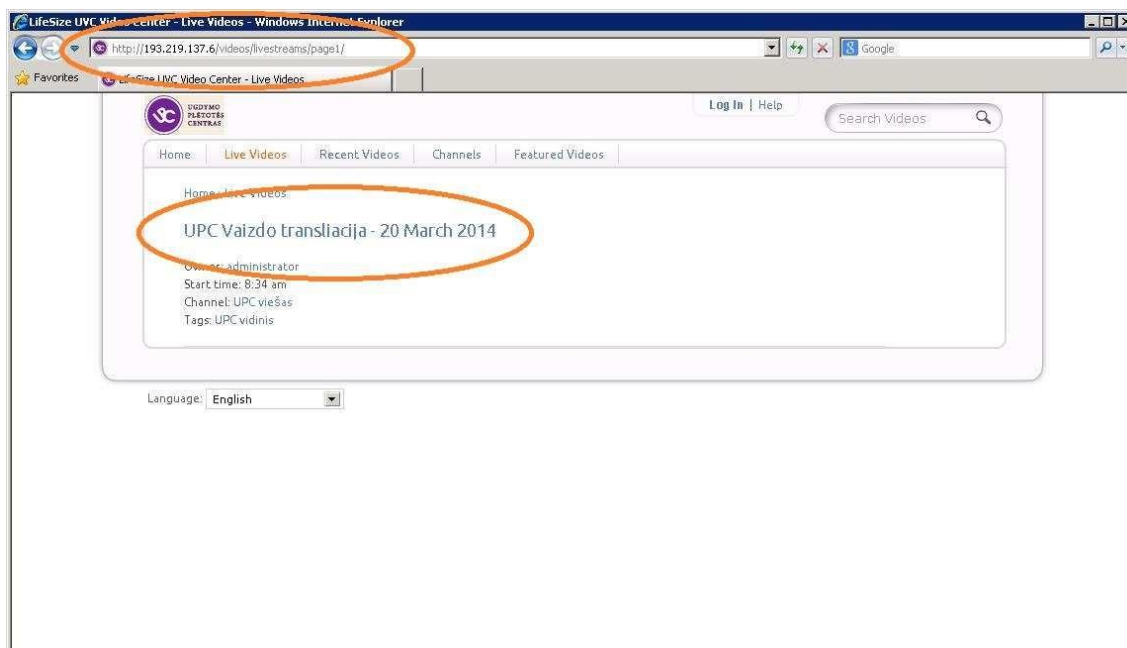 LifeSize UVC Video Center - Live Videos - Windows Internet Explorer
http://193.219.137.6/videos/livestreams/page1/
Google
Favorites
LifeSize UVC Video Center - Live Videos
UGDYMO
PLĖTOTĖS
CENTRAS
Log In | Help
Search Videos
Home
Live Videos
Recent Videos
Channels
Featured Videos
Home Live Videos
UPC Vaizdo transliacija - 20 March 2014
Owner: administrator
Start time: 8:34 am
Channel: UPC viešas
Tags: UPC vidinis
Language: English